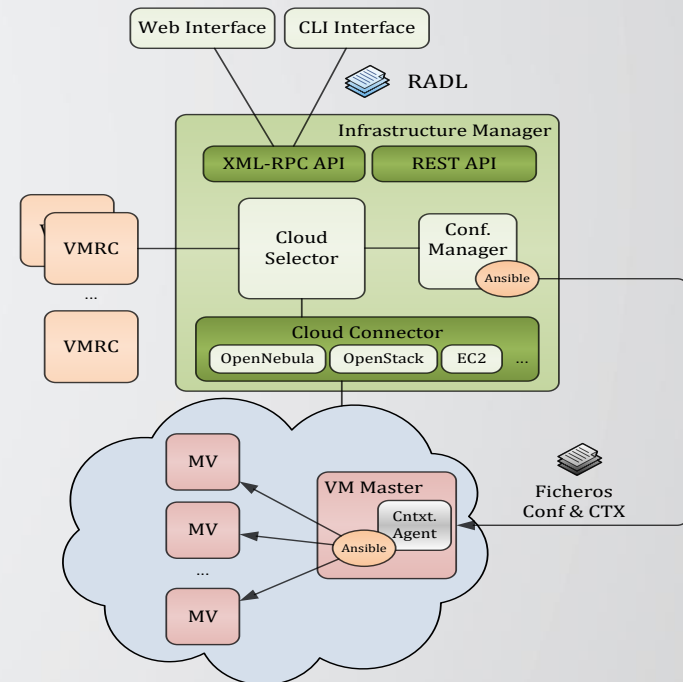 Web Interface
CLI Interface
RADL
Infrastructure Manager
XML-RPC API
REST API
VMRC
...
VMRC
Cloud
Selector
Conf.
Manager
Ansible
Cloud Connector
OpenNebula
OpenStack
EC2
...
MV
MV
...
MV
VM Master
Cntxt.
Agent
Ansible
Ficheros
Conf & CTX